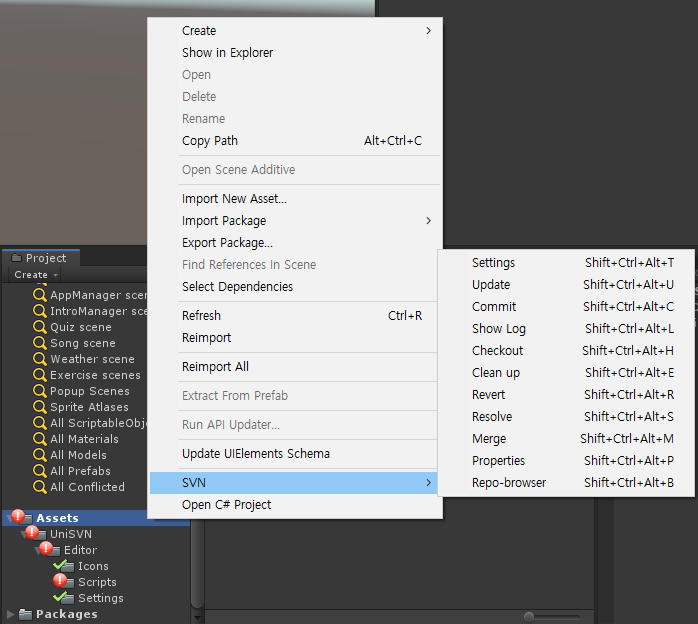 Create
Show in Explorer
Open
Delete
Rename
Copy Path Alt+Ctrl+C
Open Scene Additive
Import New Asset...
Import Package
Export Package...
Find References In Scene
Select Dependencies
Refresh Ctrl+R
Reimport
Reimport All
Extract From Prefab
Run API Updater...
Update UIElements Schema
SVN
Open C# Project
Settings Shift+Ctrl+Alt+T
Update Shift+Ctrl+Alt+U
Commit Shift+Ctrl+Alt+C
Show Log Shift+Ctrl+Alt+L
Checkout Shift+Ctrl+Alt+H
Clean up Shift+Ctrl+Alt+E
Revert Shift+Ctrl+Alt+R
Resolve Shift+Ctrl+Alt+S
Merge Shift+Ctrl+Alt+M
Properties Shift+Ctrl+Alt+P
Repo-browser Shift+Ctrl+Alt+B
Project
Create
AppManager scen
IntroManager sce
Quiz scene
Song scene
Weather scene
Exercise scenes
Popup Scenes
Sprite Atlases
All ScriptableObj
All Materials
All Models
All Prefabs
All Conflicted
Assets
UniSVN
Editor
Icons
Scripts
Settings
Packages